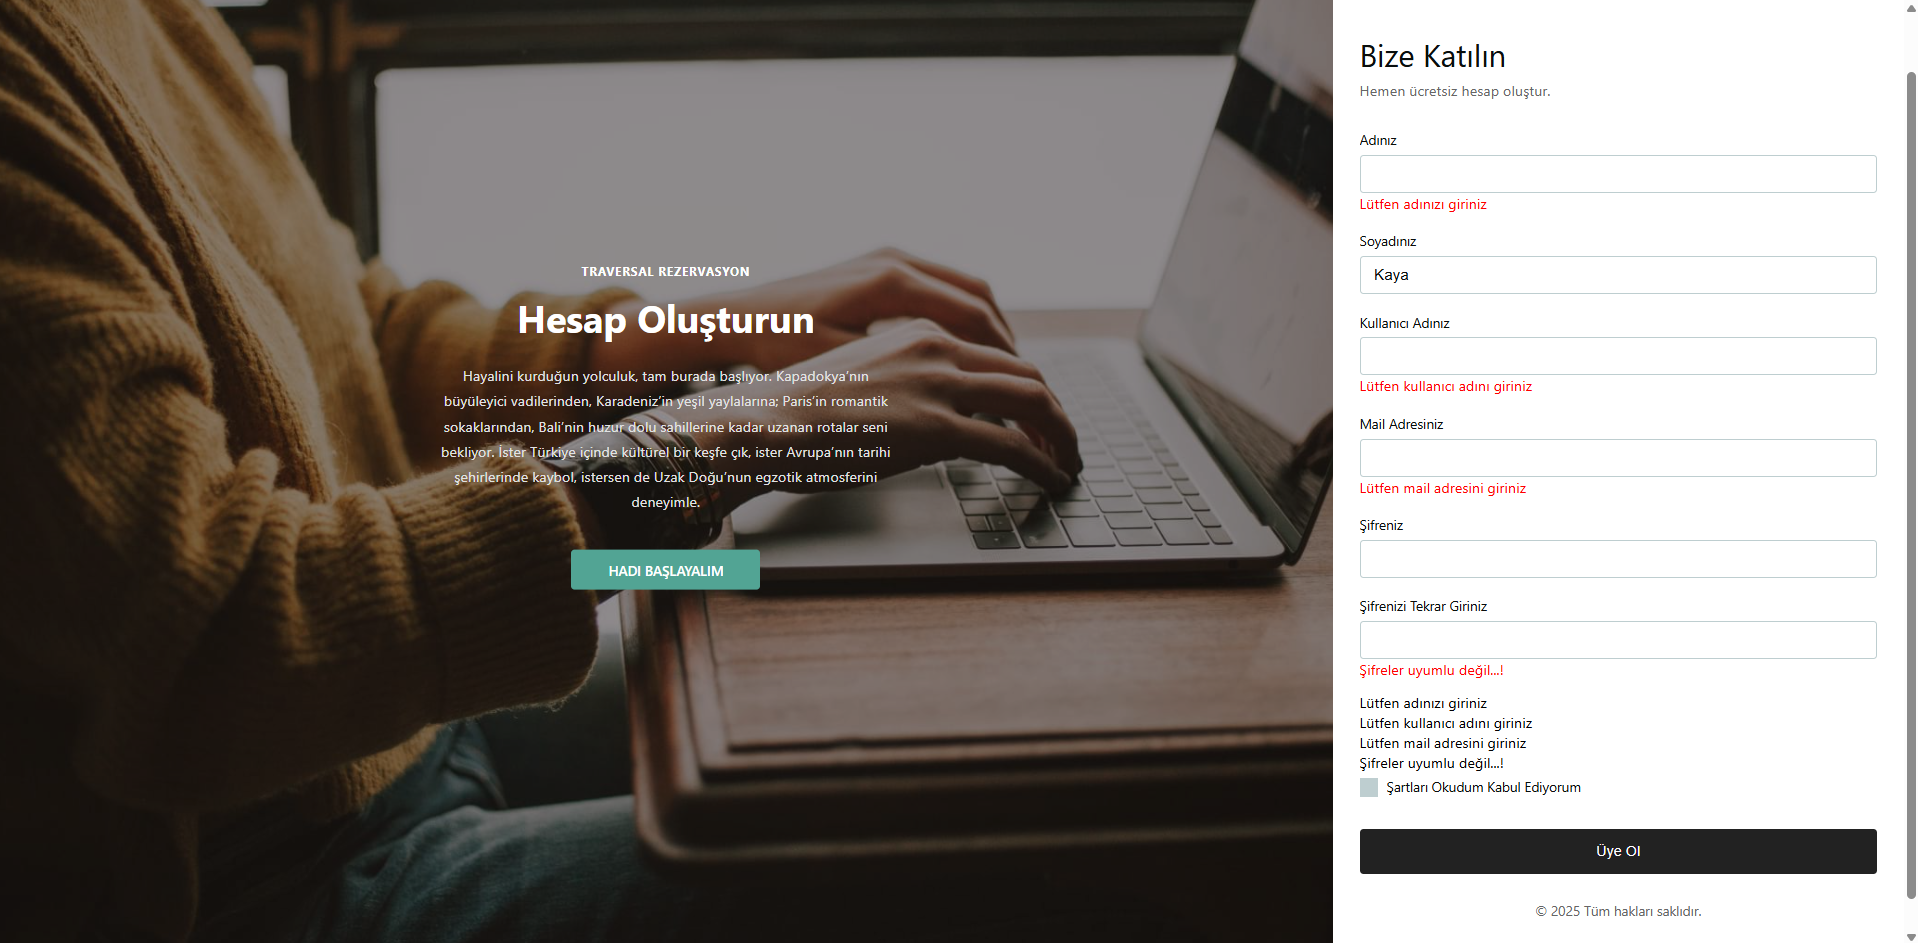 TRAVERSAL REZERVASYON
Hesap Oluşturun
Hayalini kurduğun yolculuk, tam burada başlıyor. Kapadokya’nın
büyüleyici vadilerinden, Karadeniz’in yeşil yaylalarına; Paris’in romantik
sokaklarından, Bali’nin huzur dolu sahillerine kadar uzanan rotalar seni
bekliyor. İster Türkiye içinde kültürel bir keşfe çık, ister Avrupa’nın tarihi
şehirlerinde kaybol, istersen de Uzak Doğu’nun egzotik atmosferini
deneyimle.
HADI BAŞLAYALIM
Bize Katılın
Hemen ücretsiz hesap oluştur.
Adınız
Lütfen adınızı giriniz
Soyadınız
Kaya
Kullanıcı Adınız
Lütfen kullanıcı adını giriniz
Mail Adresiniz
Lütfen mail adresini giriniz
Şifreniz
Şifrenizi Tekrar Giriniz
Şifreler uyumlu değil...!
Lütfen adınızı giriniz
Lütfen kullanıcı adını giriniz
Lütfen mail adresini giriniz
Şifreler uyumlu değil...!
Şartları Okudum Kabul Ediyorum
Üye Ol
© 2025 Tüm hakları saklıdır.